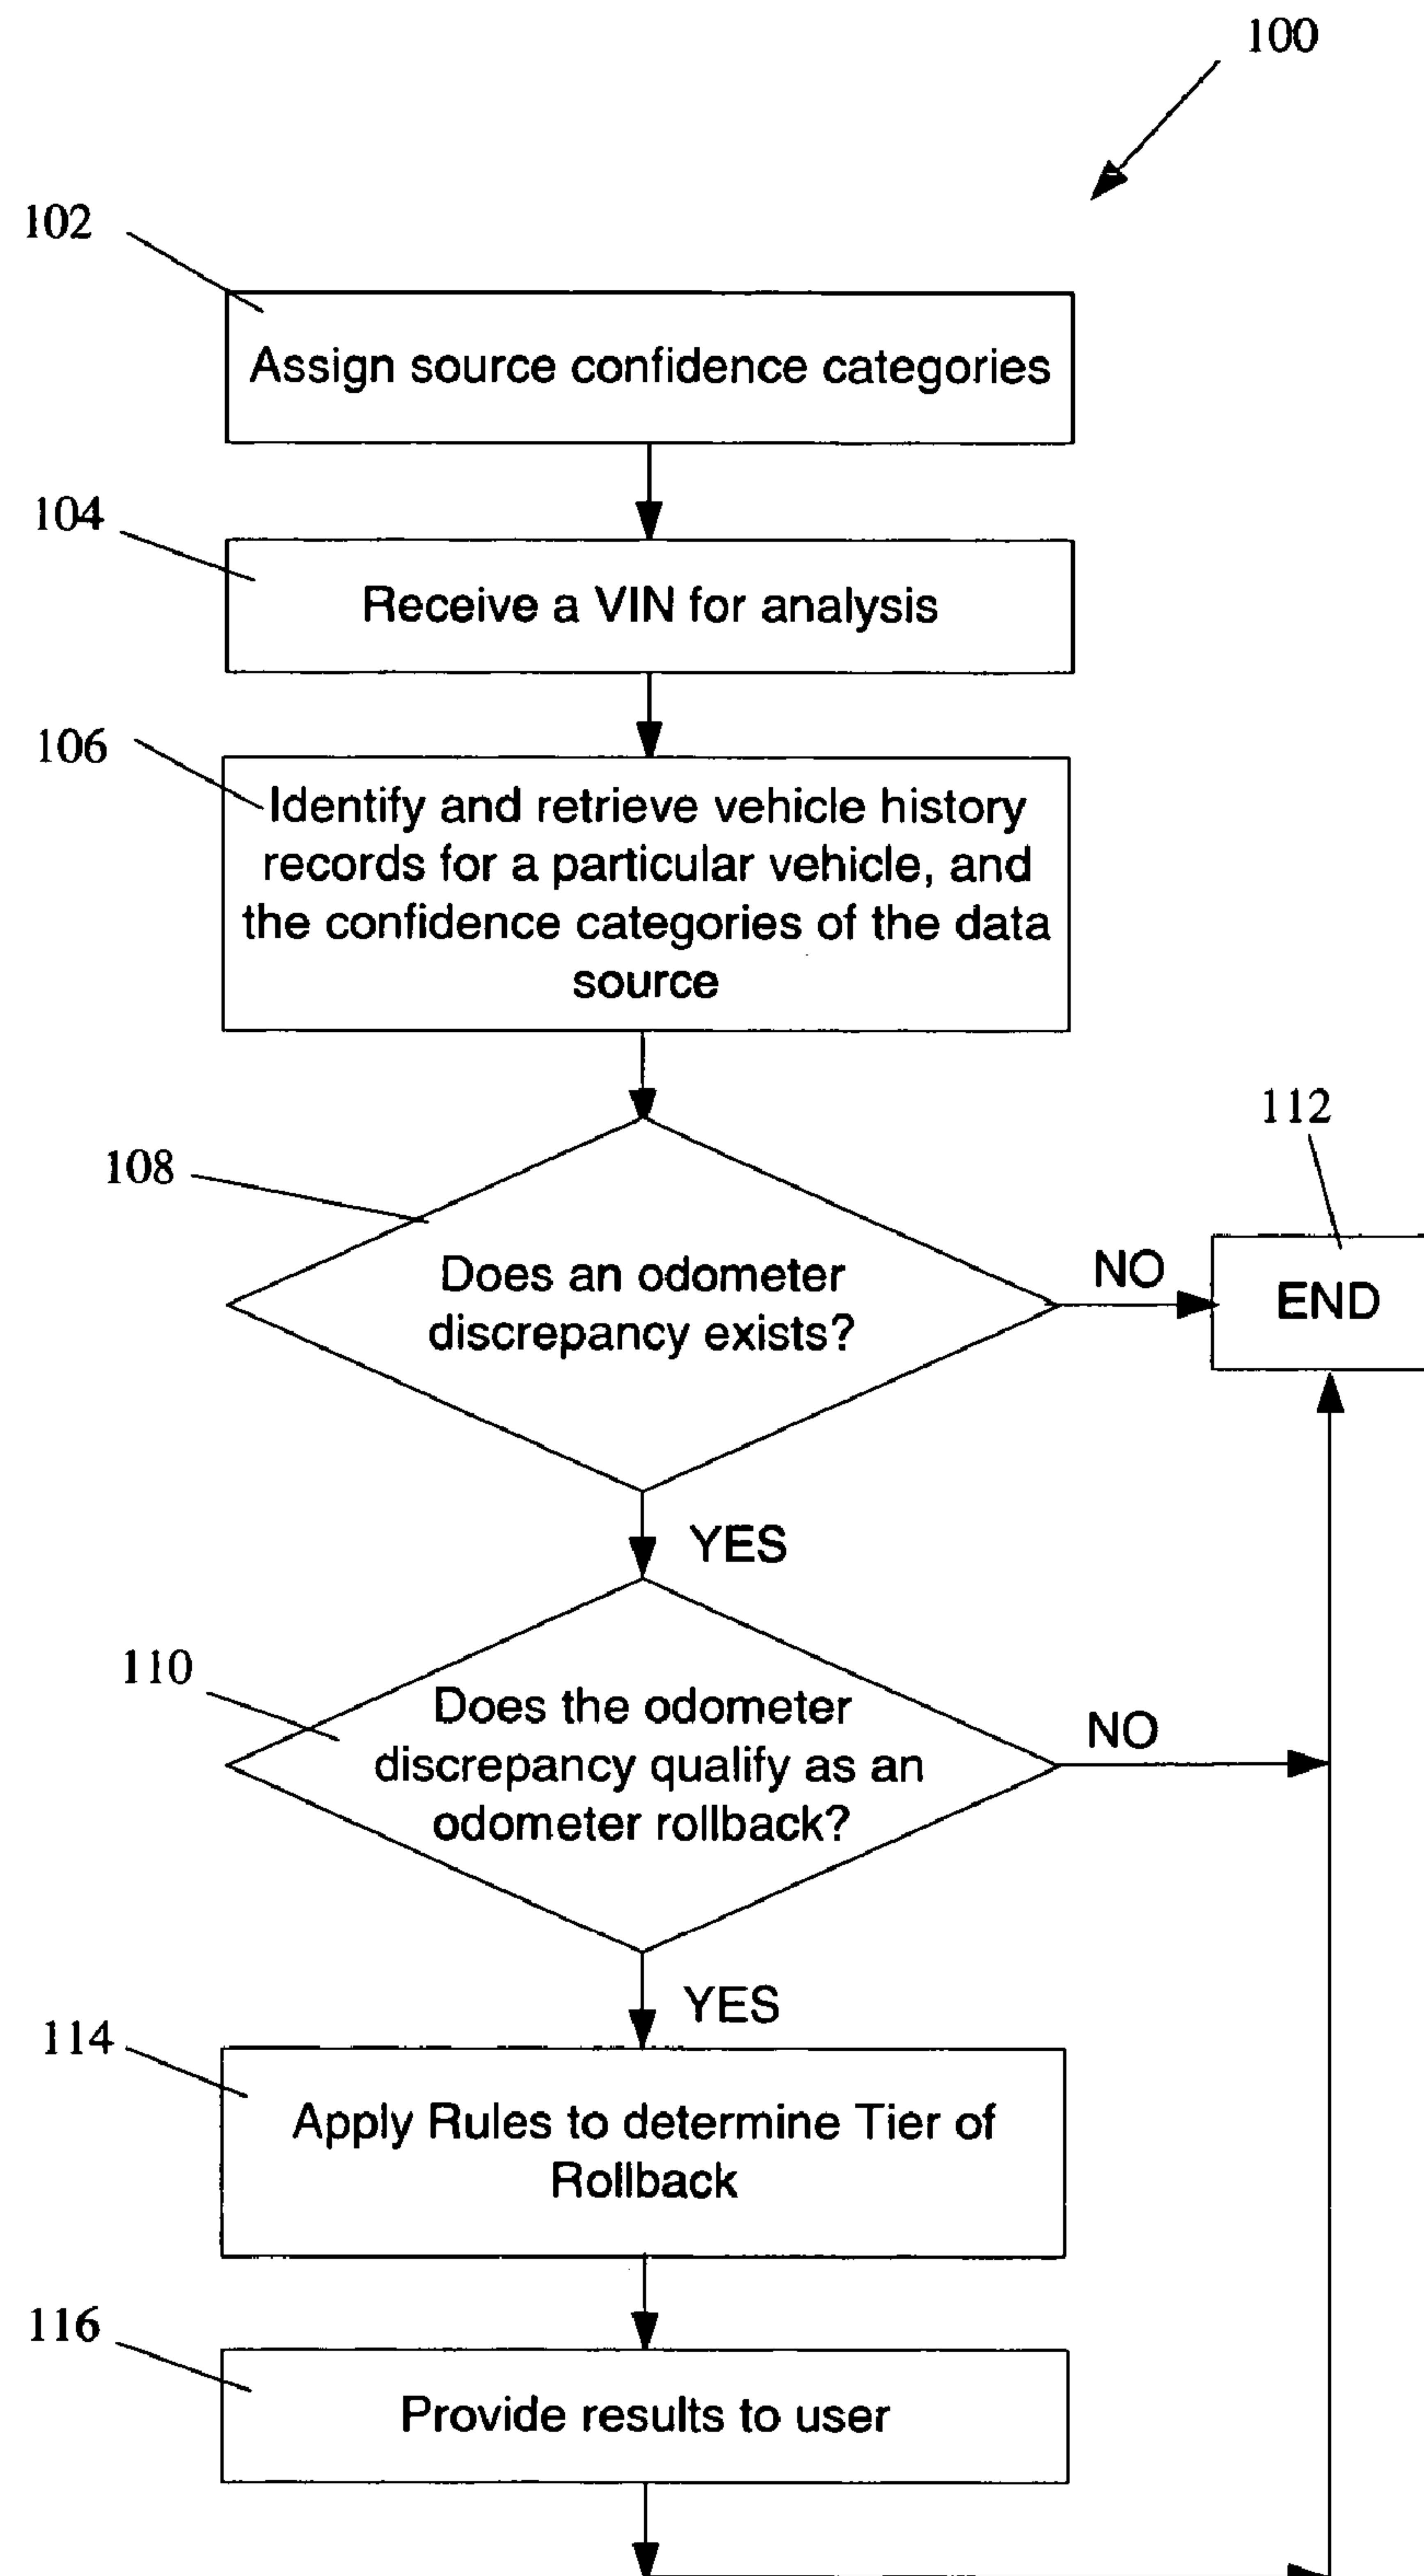 100
102
Assign source confidence categories
104
Receive a VIN for analysis
106
Identify and retrieve vehicle history
records for a particular vehicle, and
the confidence categories of the data
source
108
Does an odometer
discrepancy exists?
NO
112
END
YES
110
Does the odometer
discrepancy qualify as an
odometer rollback?
NO
YES
114
Apply Rules to determine Tier of
Rollback
116
Provide results to user